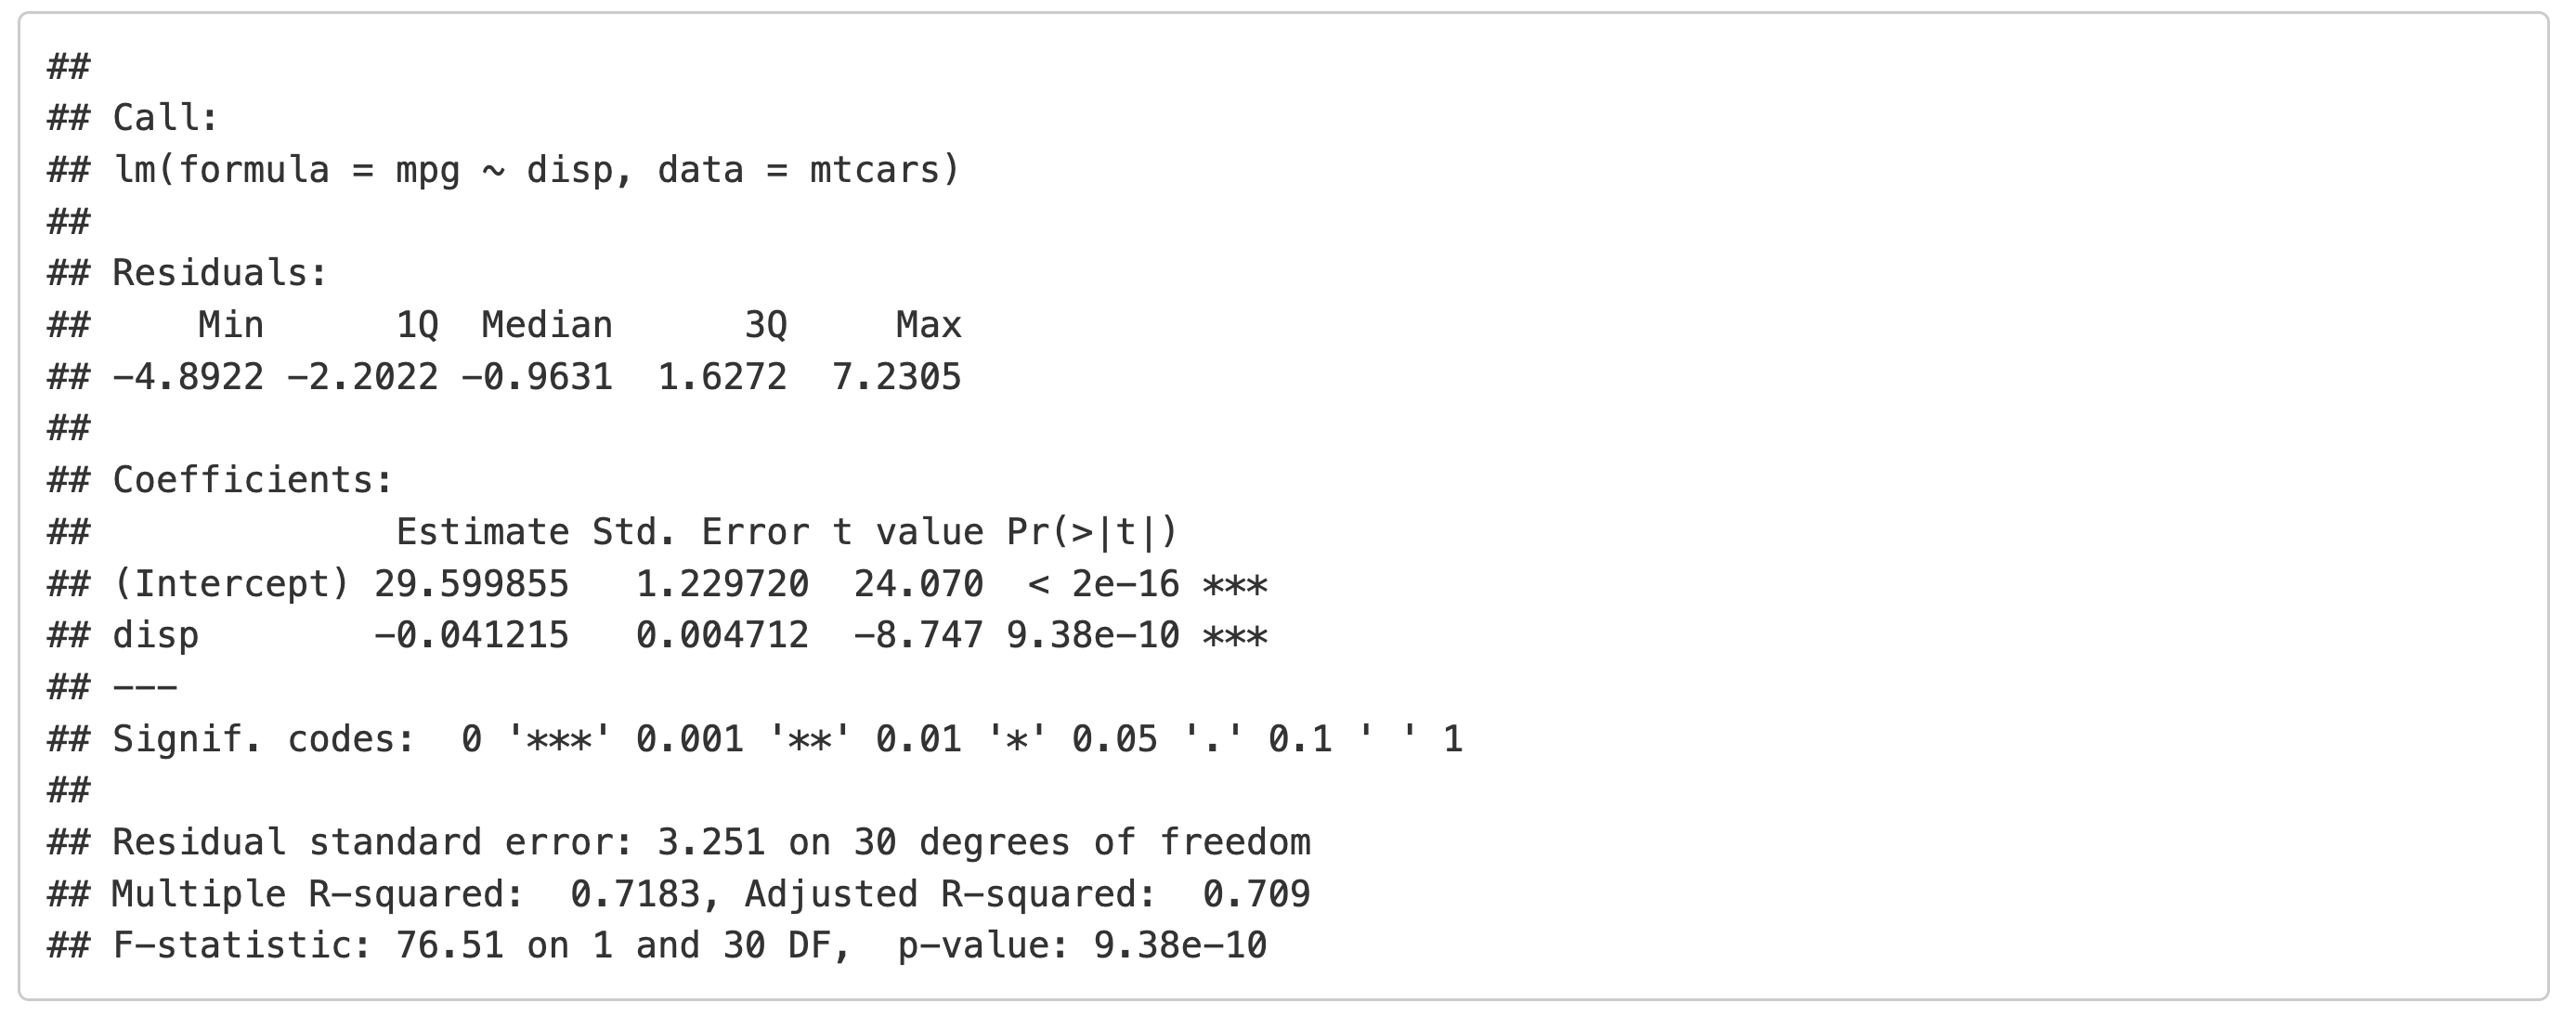 ##
## Call:
## lm(formula = mpg ~ disp, data = mtcars)
##
## Residuals:
##     Min      1Q  Median      3Q     Max
## -4.8922 -2.2022 -0.9631  1.6272  7.2305
##
## Coefficients:
##              Estimate Std. Error t value Pr(>|t|)
## (Intercept) 29.599855   1.229720  24.070  < 2e-16 ***
## disp        -0.041215   0.004712  -8.747 9.38e-10 ***
## ---
## Signif. codes:  0 '***' 0.001 '**' 0.01 '*' 0.05 '.' 0.1 ' ' 1
##
## Residual standard error: 3.251 on 30 degrees of freedom
## Multiple R-squared:  0.7183, Adjusted R-squared:  0.709
## F-statistic: 76.51 on 1 and 30 DF,  p-value: 9.38e-10